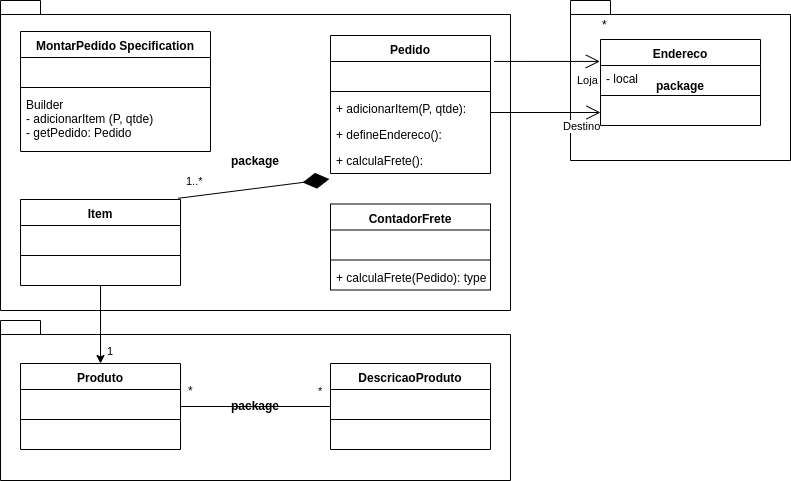 MontarPedido Specification
Builder
- adicionarItem (P, qtde)
- getPedido: Pedido
Pedido
+ adicionarItem(P, qtde):
+ defineEndereco():
+ calculaFrete():
*
Endereco
- local
package
Loja
Destino
package
1..*
Item
ContadorFrete
+ calculaFrete(Pedido): type
1
Produto
*
package
*
DescricaoProduto